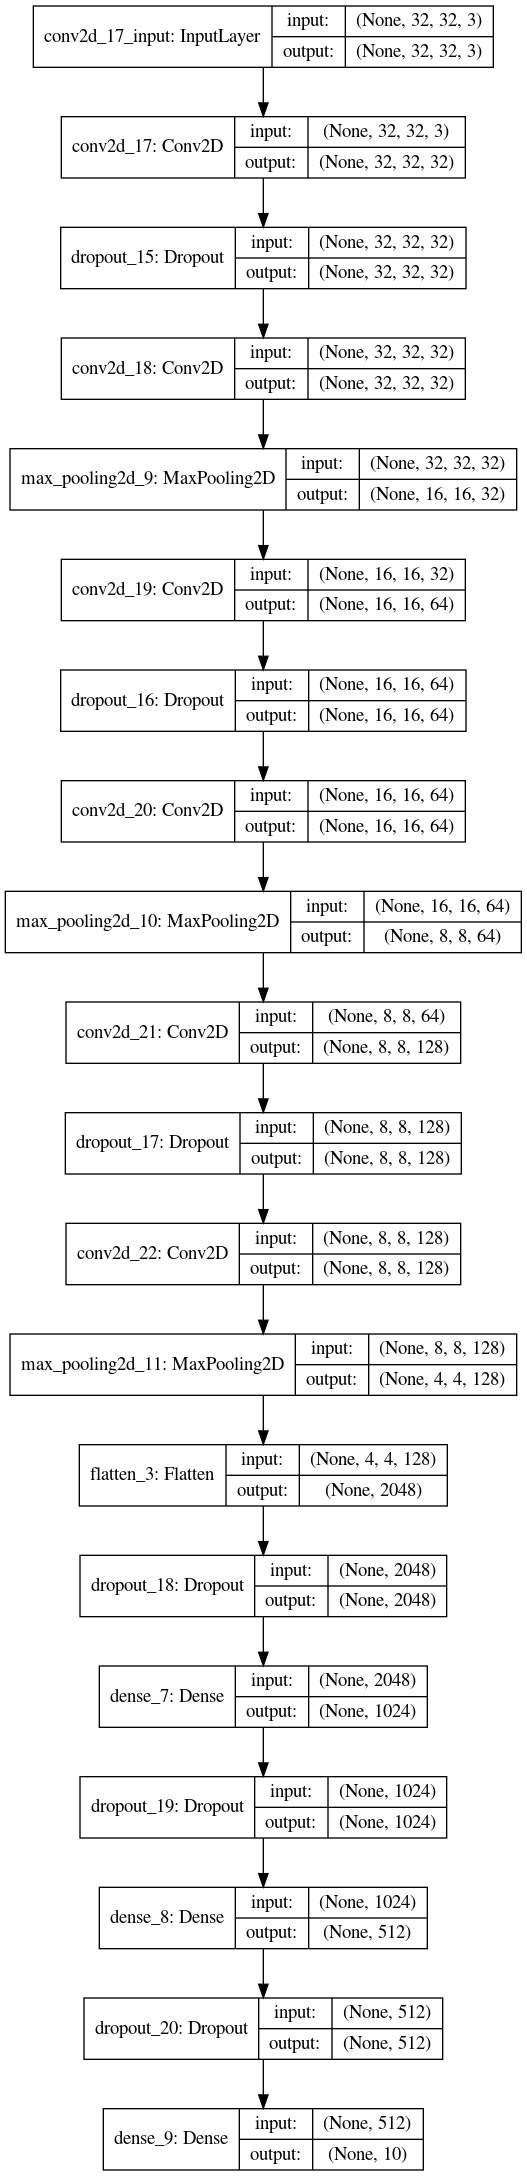 conv2d_17_input: InputLayer
input: (None, 32, 32, 3)
output: (None, 32, 32, 3)
conv2d_17: Conv2D
input: (None, 32, 32, 3)
output: (None, 32, 32, 32)
dropout_15: Dropout
input: (None, 32, 32, 32)
output: (None, 32, 32, 32)
conv2d_18: Conv2D
input: (None, 32, 32, 32)
output: (None, 32, 32, 32)
max_pooling2d_9: MaxPooling2D
input: (None, 32, 32, 32)
output: (None, 16, 16, 32)
conv2d_19: Conv2D
input: (None, 16, 16, 32)
output: (None, 16, 16, 64)
dropout_16: Dropout
input: (None, 16, 16, 64)
output: (None, 16, 16, 64)
conv2d_20: Conv2D
input: (None, 16, 16, 64)
output: (None, 16, 16, 64)
max_pooling2d_10: MaxPooling2D
input: (None, 16, 16, 64)
output: (None, 8, 8, 64)
conv2d_21: Conv2D
input: (None, 8, 8, 64)
output: (None, 8, 8, 128)
dropout_17: Dropout
input: (None, 8, 8, 128)
output: (None, 8, 8, 128)
conv2d_22: Conv2D
input: (None, 8, 8, 128)
output: (None, 8, 8, 128)
max_pooling2d_11: MaxPooling2D
input: (None, 8, 8, 128)
output: (None, 4, 4, 128)
flatten_3: Flatten
input: (None, 4, 4, 128)
output: (None, 2048)
dropout_18: Dropout
input: (None, 2048)
output: (None, 2048)
dense_7: Dense
input: (None, 2048)
output: (None, 1024)
dropout_19: Dropout
input: (None, 1024)
output: (None, 1024)
dense_8: Dense
input: (None, 1024)
output: (None, 512)
dropout_20: Dropout
input: (None, 512)
output: (None, 512)
dense_9: Dense
input: (None, 512)
output: (None, 10)